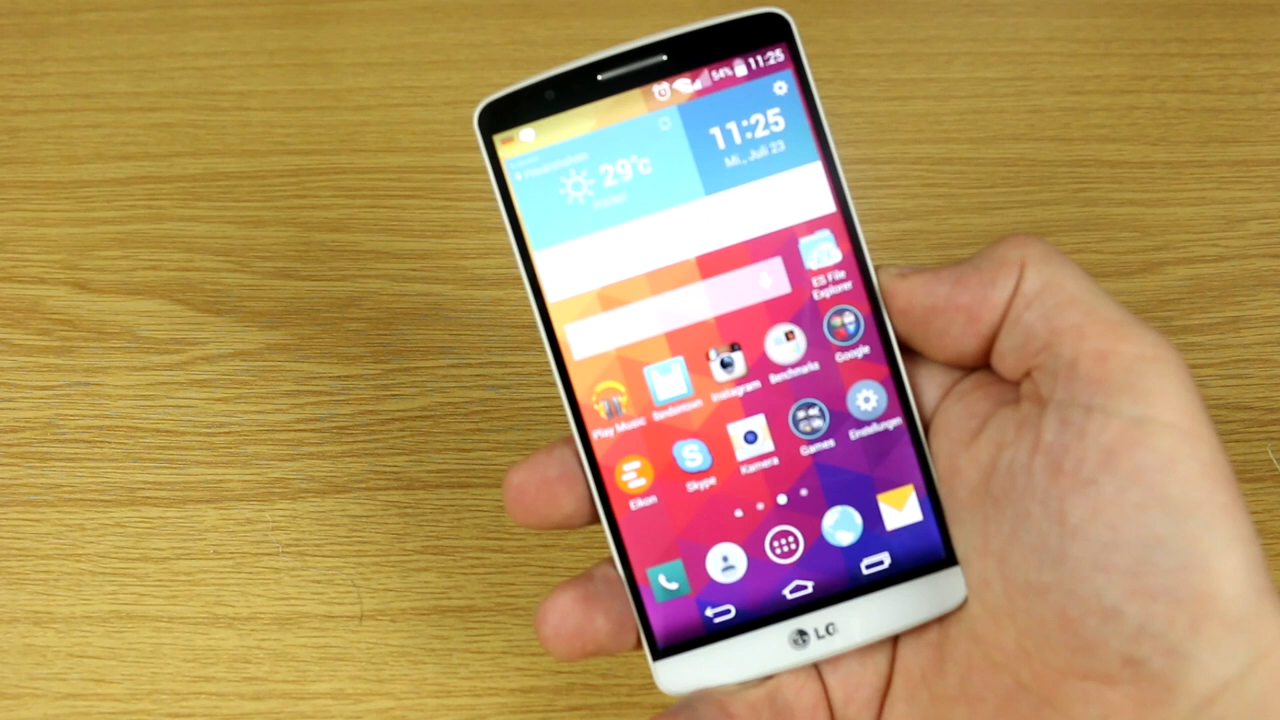 54% 11:25
11:25
29°c
Mi., Juli 23
ES File
Explorer
Play Music
Instagram
Benchmarks
Google
Eikon
Skype
Kamera
Games
Einstellungen
LG